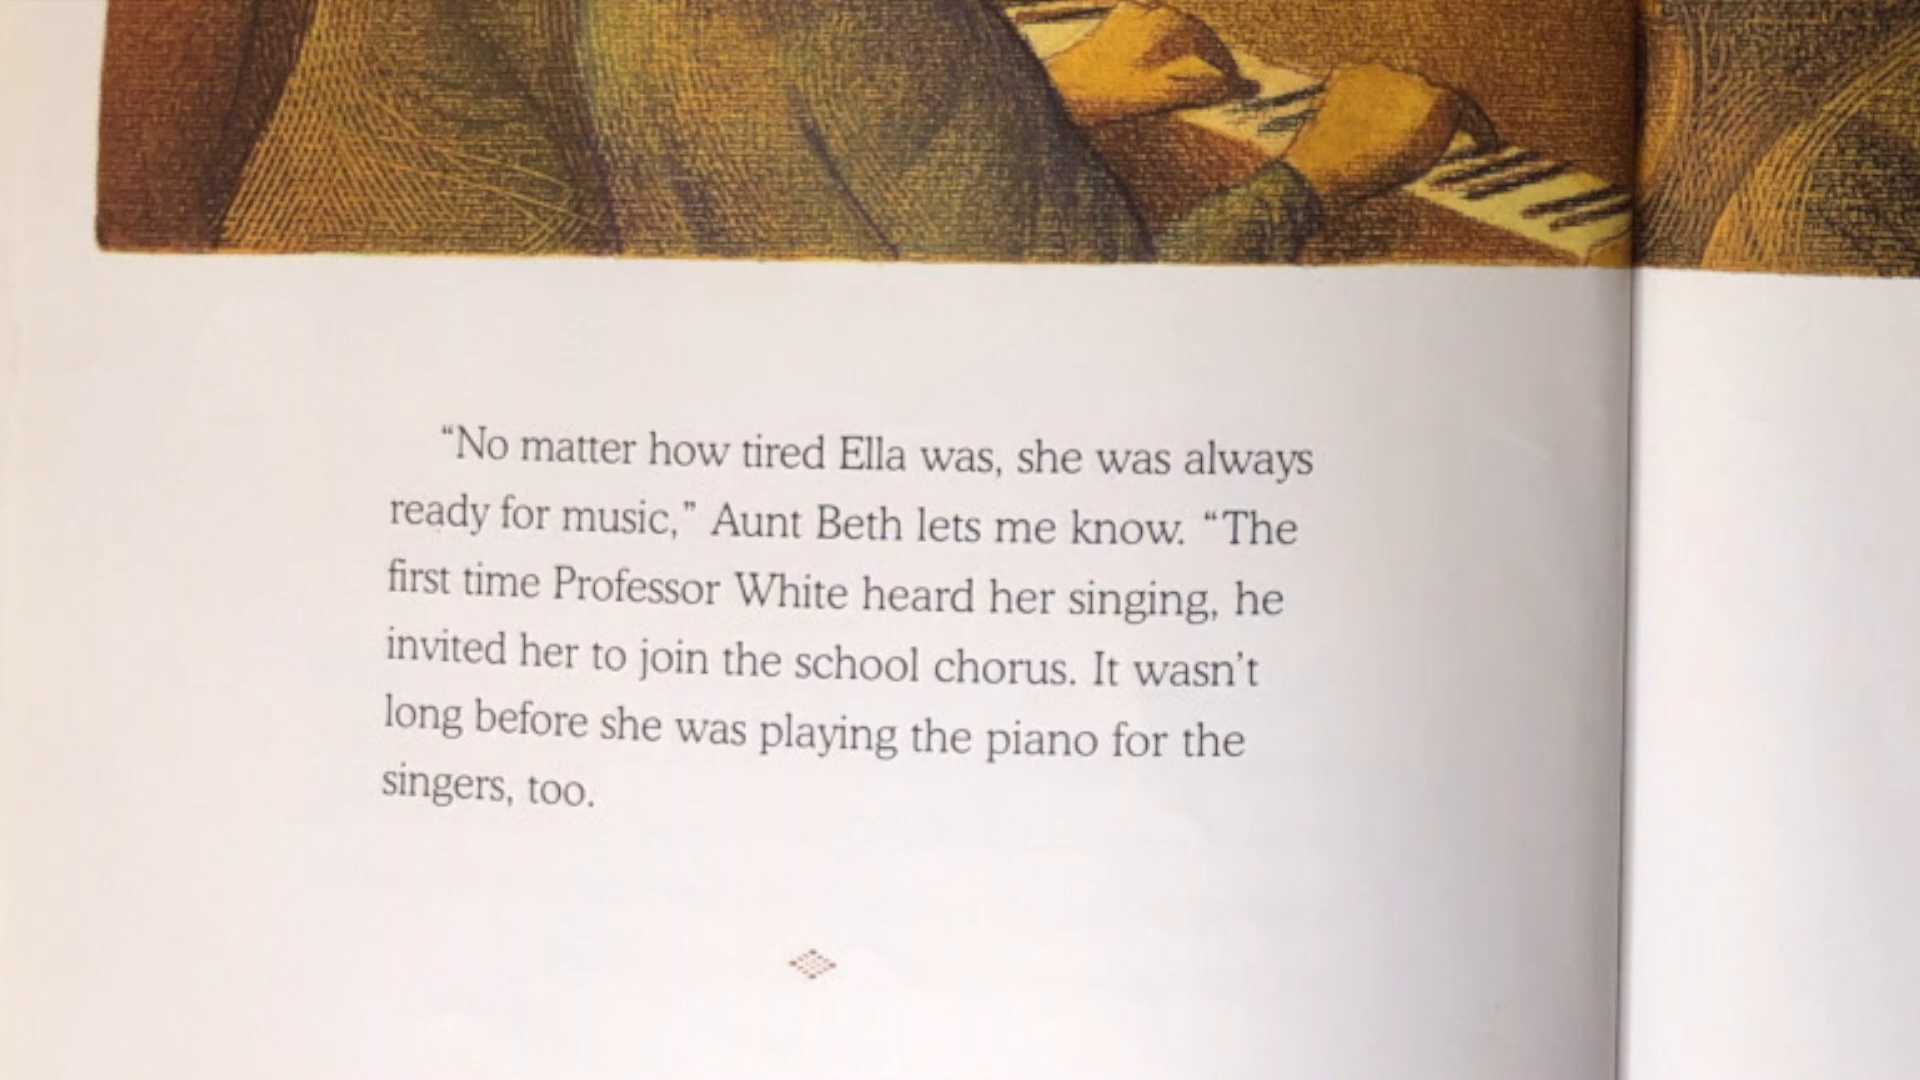 “No matter how tired Ella was, she was always
ready for music,” Aunt Beth lets me know. “The
first time Professor White heard her singing, he
invited her to join the school chorus. It wasn’t
long before she was playing the piano for the
singers, too.